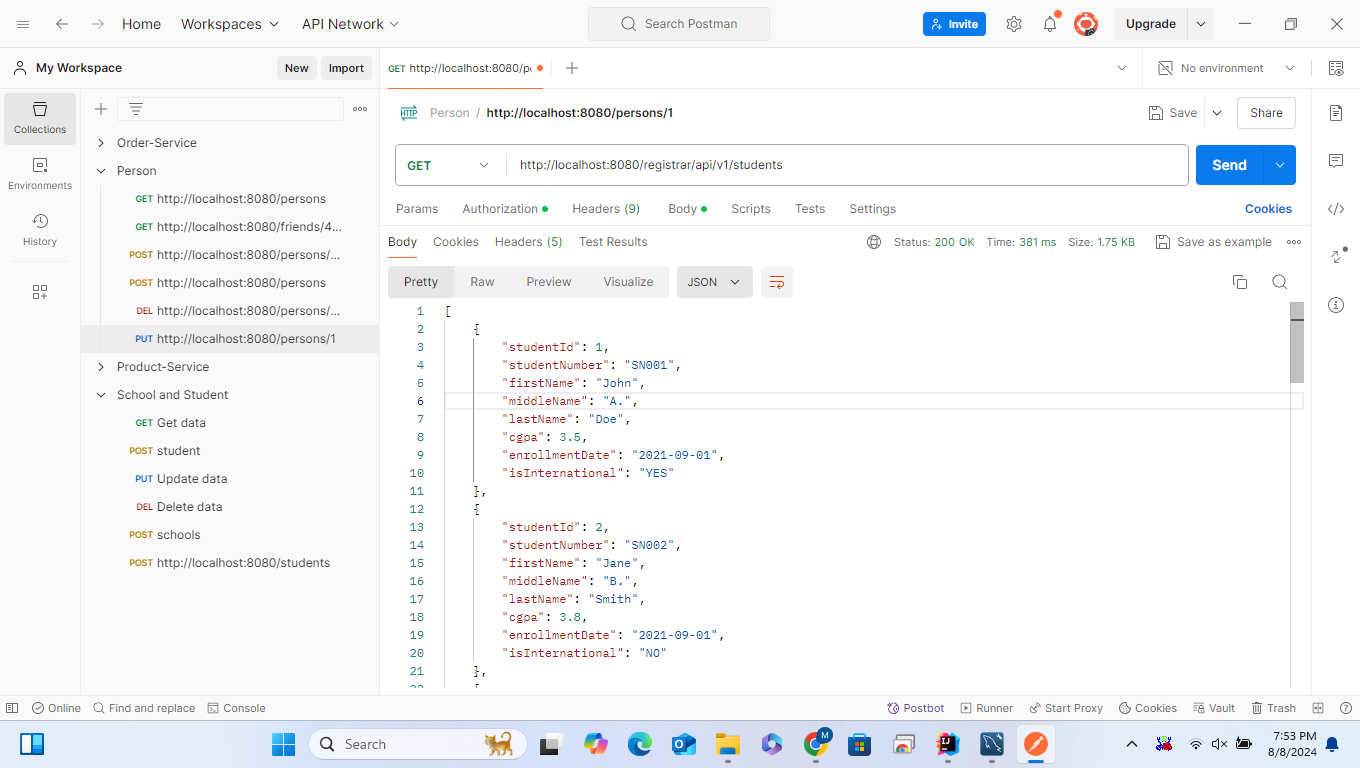 Home Workspaces API Network Search Postman Invite Upgrade
My Workspace New Import GET http://localhost:8080/p No environment
Collections
Environments
History
Order-Service
Person
GET http://localhost:8080/persons
GET http://localhost:8080/friends/4...
POST http://localhost:8080/persons/...
POST http://localhost:8080/persons
DEL http://localhost:8080/persons/...
PUT http://localhost:8080/persons/1
Product-Service
School and Student
GET Get data
POST student
PUT Update data
DEL Delete data
POST schools
POST http://localhost:8080/students
HTTP Person / http://localhost:8080/persons/1 Save Share
GET http://localhost:8080/registrar/api/v1/students Send
Params Authorization Headers (9) Body Scripts Tests Settings Cookies
Body Cookies Headers (5) Test Results Status: 200 OK Time: 381 ms Size: 1.75 KB Save as example
Pretty Raw Preview Visualize JSON
1 [
2 {
3 "studentId": 1,
4 "studentNumber": "SN001",
5 "firstName": "John",
6 "middleName": "A.",
7 "lastName": "Doe",
8 "cgpa": 3.5,
9 "enrollmentDate": "2021-09-01",
10 "isInternational": "YES"
11 },
12 {
13 "studentId": 2,
14 "studentNumber": "SN002",
15 "firstName": "Jane",
16 "middleName": "B.",
17 "lastName": "Smith",
18 "cgpa": 3.8,
19 "enrollmentDate": "2021-09-01",
20 "isInternational": "NO"
21 },
Online Find and replace Console Postbot Runner Start Proxy Cookies Vault Trash
Search M 7:53 PM
8/8/2024